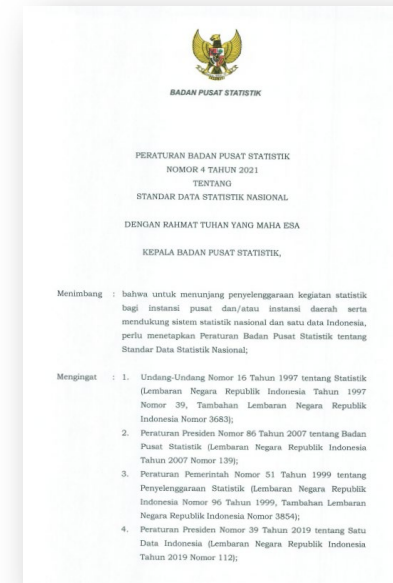 BADAN PUSAT STATISTIK
PERATURAN BADAN PUSAT STATISTIK
NOMOR 4 TAHUN 2021
TENTANG
STANDAR DATA STATISTIK NASIONAL
DENGAN RAHMAT TUHAN YANG MAHA ESA
KEPALA BADAN PUSAT STATISTIK,
Menimbang : bahwa untuk menunjang penyelenggaraan kegiatan statistik
bagi instansi pusat dan/atau instansi daerah serta
mendukung sistem statistik nasional dan satu data Indonesia,
perlu menetapkan Peraturan Badan Pusat Statistik tentang
Standar Data Statistik Nasional;
Mengingat : 1. Undang-Undang Nomor 16 Tahun 1997 tentang Statistik
(Lembaran Negara Republik Indonesia Tahun 1997
Nomor 39, Tambahan Lembaran Negara Republik
Indonesia Nomor 3683);
2. Peraturan Presiden Nomor 86 Tahun 2007 tentang Badan
Pusat Statistik (Lembaran Negara Republik Indonesia
Tahun 2007 Nomor 139);
3. Peraturan Pemerintah Nomor 51 Tahun 1999 tentang
Penyelenggaraan Statistik (Lembaran Negara Republik
Indonesia Nomor 96 Tahun 1999, Tambahan Lembaran
Negara Republik Indonesia Nomor 3854);
4. Peraturan Presiden Nomor 39 Tahun 2019 tentang Satu
Data Indonesia (Lembaran Negara Republik Indonesia
Tahun 2019 Nomor 112);